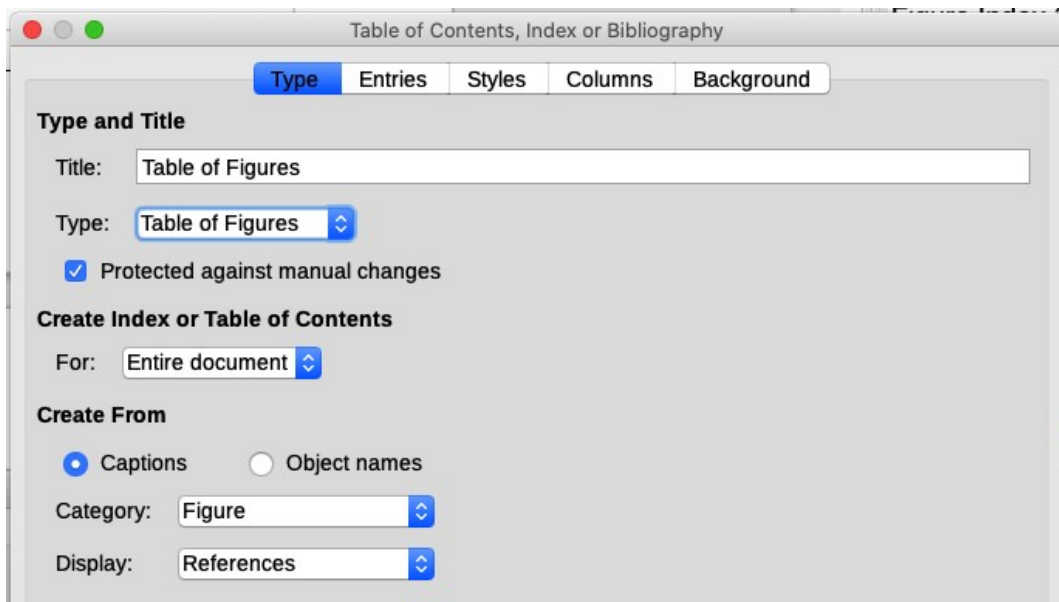 Table of Contents, Index or Bibliography
Type Entries Styles Columns Background
Type and Title
Title: Table of Figures
Type: Table of Figures
Protected against manual changes
Create Index or Table of Contents
For: Entire document
Create From
Captions Object names
Category: Figure
Display: References